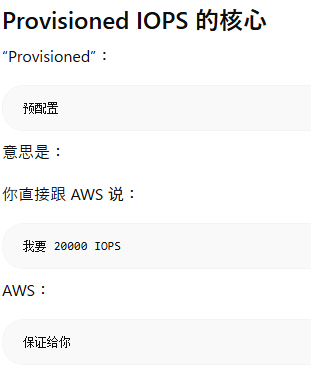 Provisioned IOPS 的核心
“Provisioned”：
预配置
意思是：
你直接跟 AWS 说：
我要 20000 IOPS
AWS：
保证给你